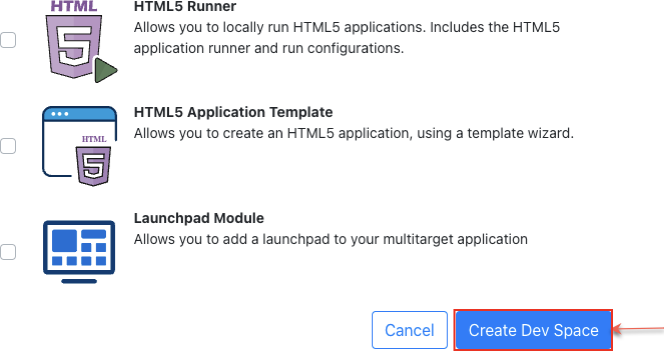 HTML
5
HTML5 Runner
Allows you to locally run HTML5 applications. Includes the HTML5
application runner and run configurations.
HTML
5
HTML5 Application Template
Allows you to create an HTML5 application, using a template wizard.
Launchpad Module
Allows you to add a launchpad to your multitarget application
Cancel
Create Dev Space